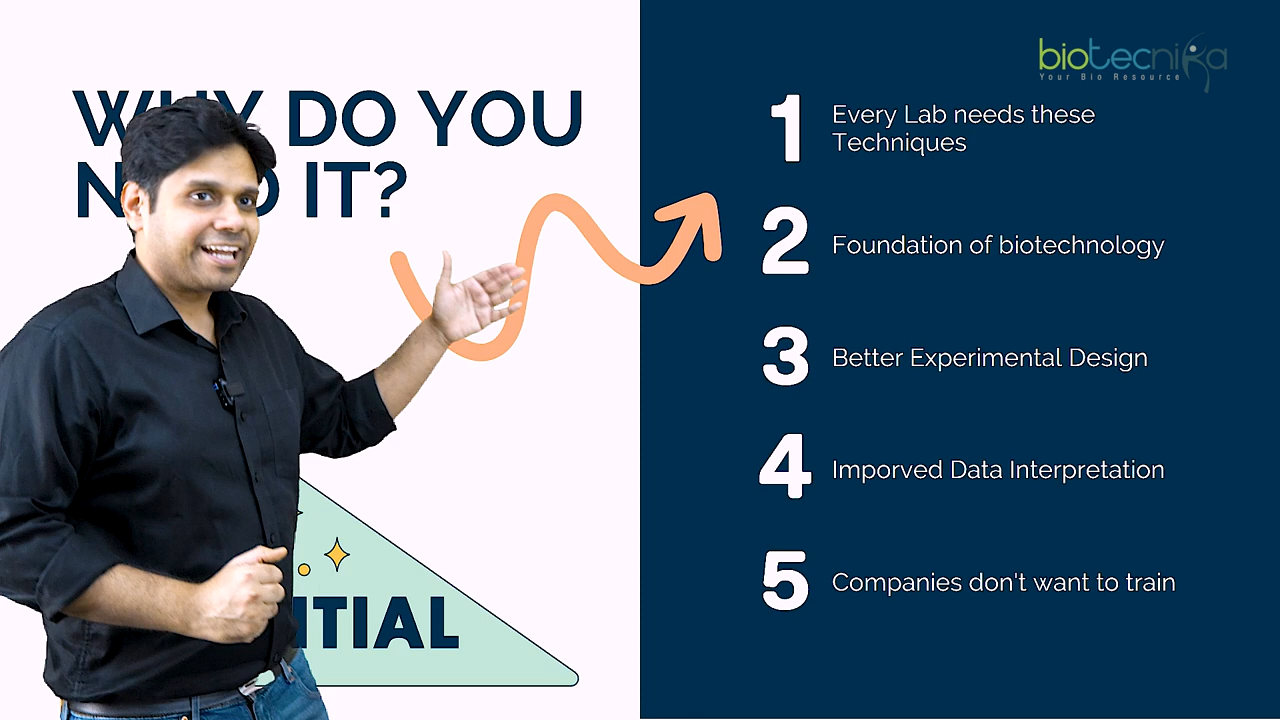 WHY DO YOU
IT?
biotecnika
Your Bio Resource
1 Every Lab needs these
Techniques
2 Foundation of biotechnology
3 Better Experimental Design
4 Imporved Data Interpretation
5 Companies don't want to train